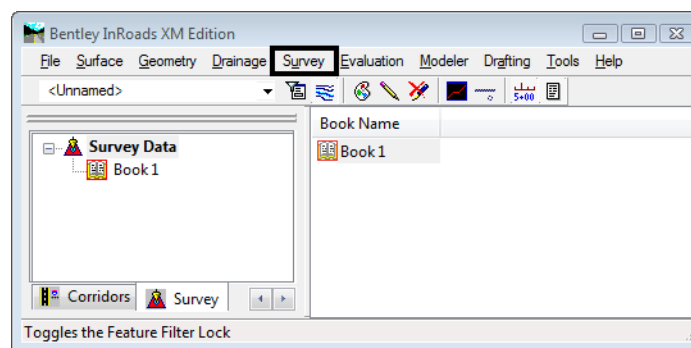 Bentley InRoads XM Edition
File Surface Geometry Drainage Survey Evaluation Modeler Drafting Tools Help
<Unnamed>
5+00
Book Name
Survey Data
Book 1
Book 1
Corridors Survey
Toggles the Feature Filter Lock